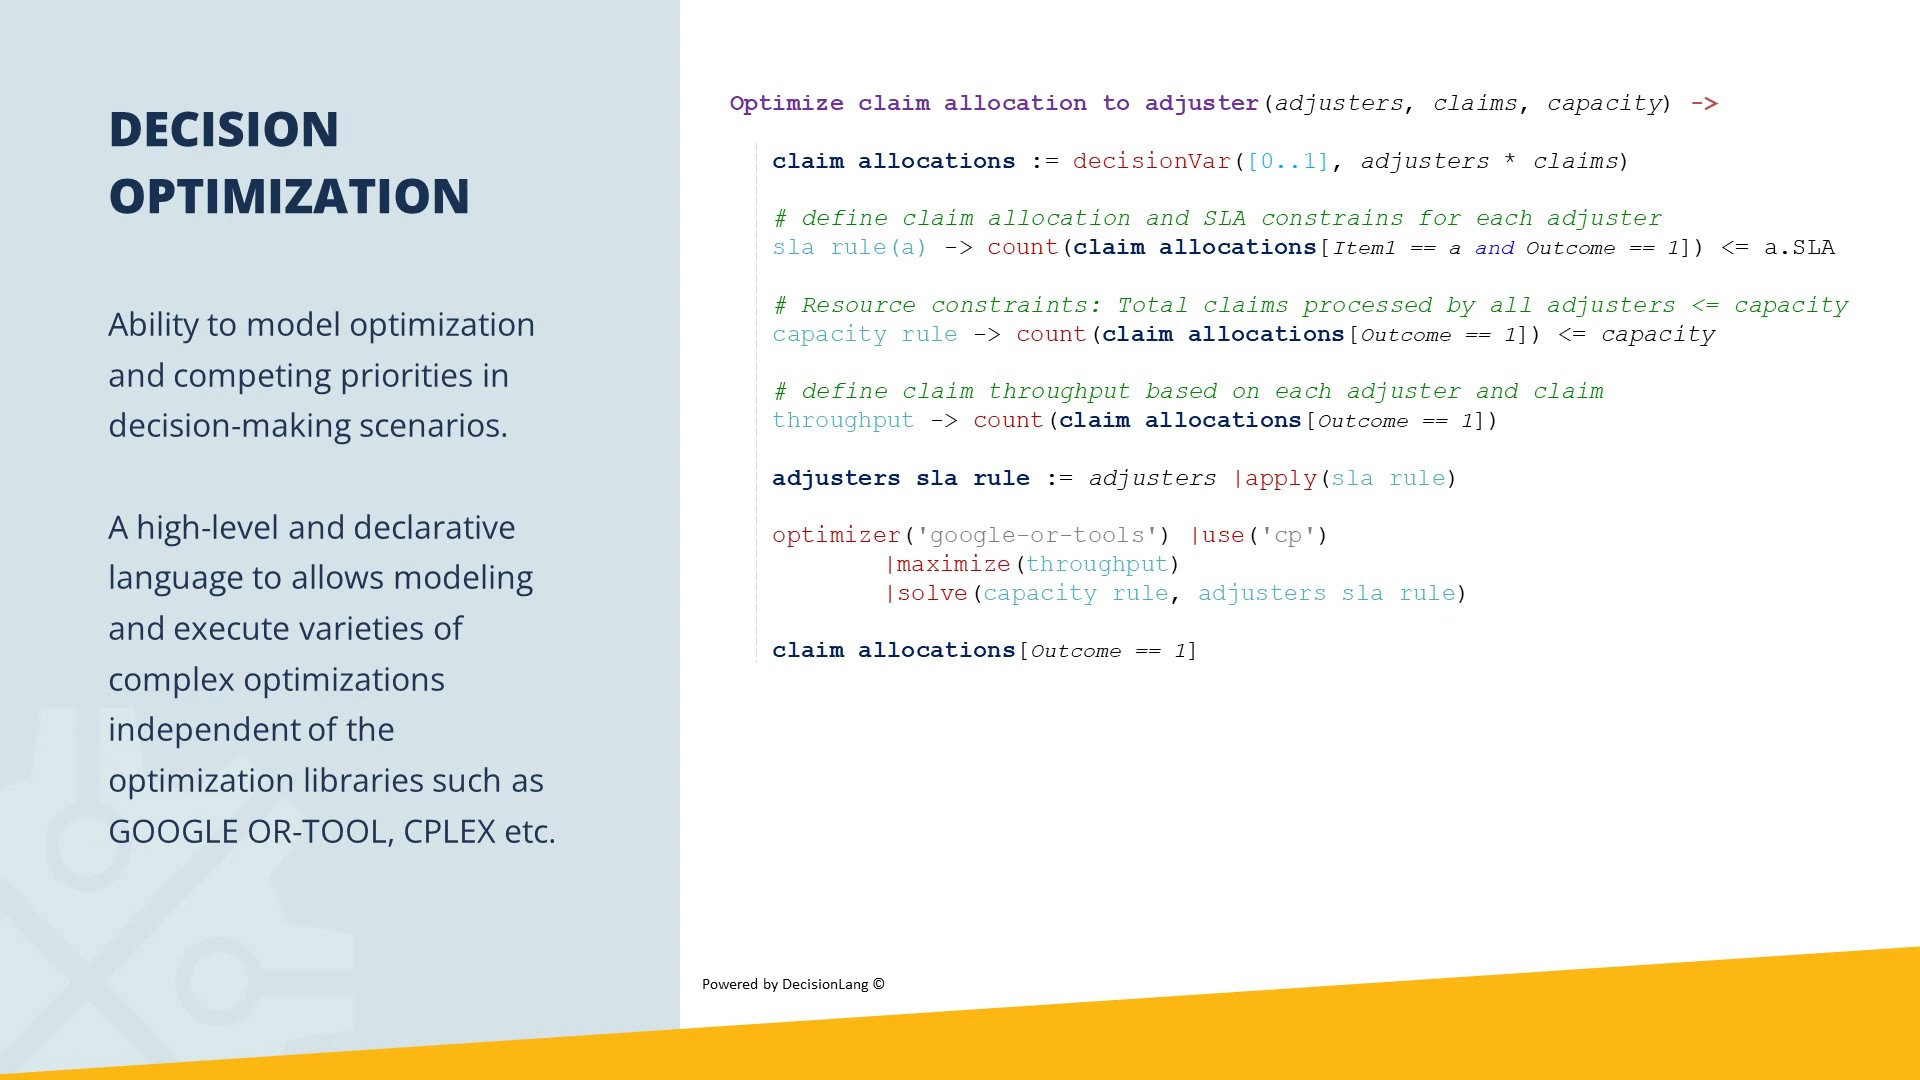 DECISION
OPTIMIZATION
Ability to model optimization
and competing priorities in
decision-making scenarios.
A high-level and declarative
language to allows modeling
and execute varieties of
complex optimizations
independent of the
optimization libraries such as
GOOGLE OR-TOOL, CPLEX etc.
Optimize claim allocation to adjuster(adjusters, claims, capacity) ->
claim allocations := decisionVar([0..1], adjusters * claims)
# define claim allocation and SLA constrains for each adjuster
sla rule(a) -> count(claim allocations[Item1 == a and Outcome == 1]) <= a.SLA
# Resource constraints: Total claims processed by all adjusters <= capacity
capacity rule -> count(claim allocations[Outcome == 1]) <= capacity
# define claim throughput based on each adjuster and claim
throughput -> count(claim allocations[Outcome == 1])
adjusters sla rule := adjusters |apply(sla rule)
optimizer('google-or-tools') |use('cp')
|maximize(throughput)
|solve(capacity rule, adjusters sla rule)
claim allocations[Outcome == 1]
Powered by DecisionLang ©